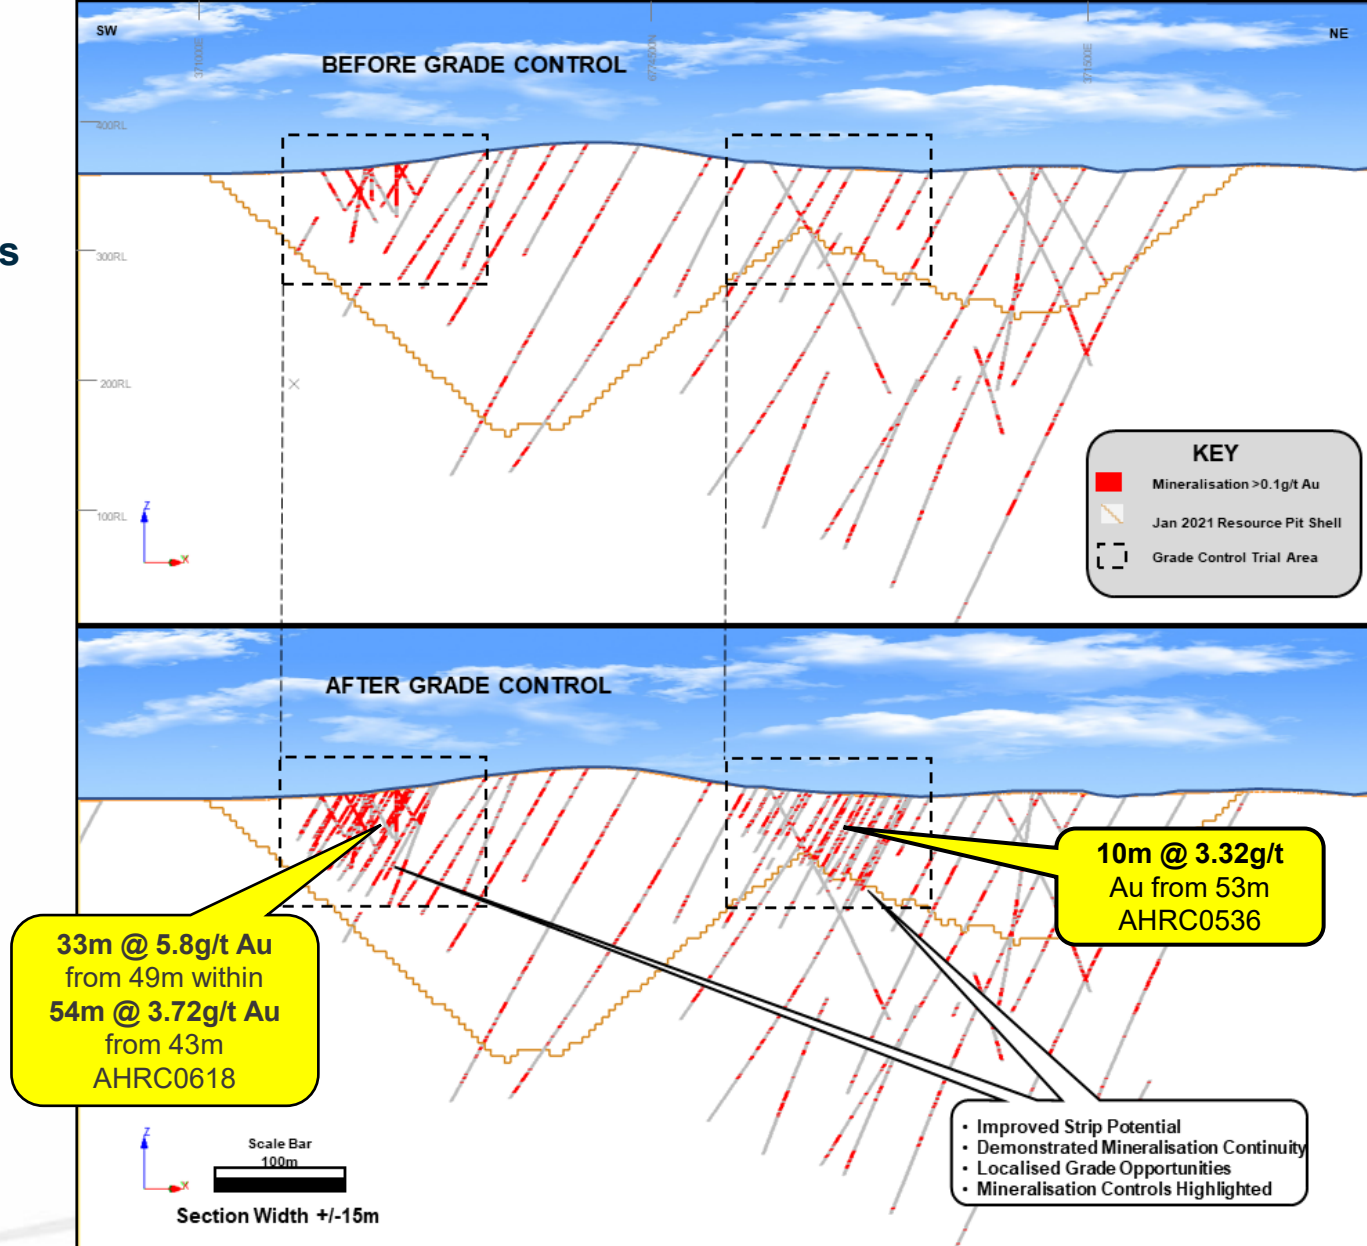 s
SW
NE
371000E
6774500N
371500E
BEFORE GRADE CONTROL
400RL
300RL
200RL
100RL
Z
X
KEY
Mineralisation >0.1g/t Au
Jan 2021 Resource Pit Shell
Grade Control Trial Area
AFTER GRADE CONTROL
10m @ 3.32g/t
Au from 53m
AHRC0536
33m @ 5.8g/t Au
from 49m within
54m @ 3.72g/t Au
from 43m
AHRC0618
• Improved Strip Potential
• Demonstrated Mineralisation Continuity
• Localised Grade Opportunities
• Mineralisation Controls Highlighted
Z
X
Scale Bar
100m
Section Width +/-15m